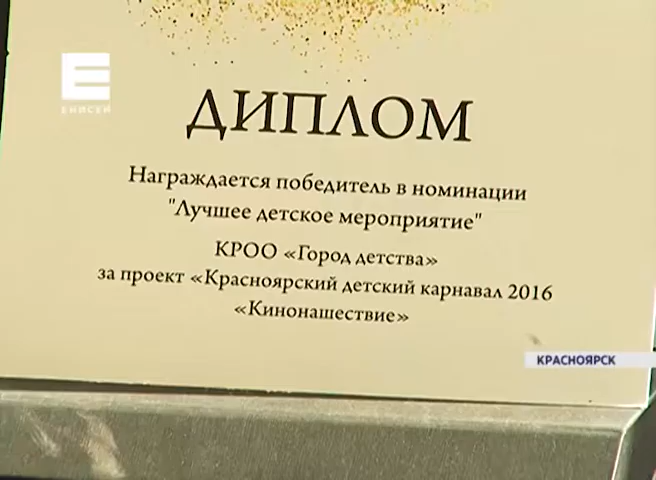 ЕНИСЕЙ
ДИПЛОМ
Награждается победитель в номинации
"Лучшее детское мероприятие"
КРОО «Город детства»
за проект «Красноярский детский карнавал 2016
«Кинонашествие»
КРАСНОЯРСК